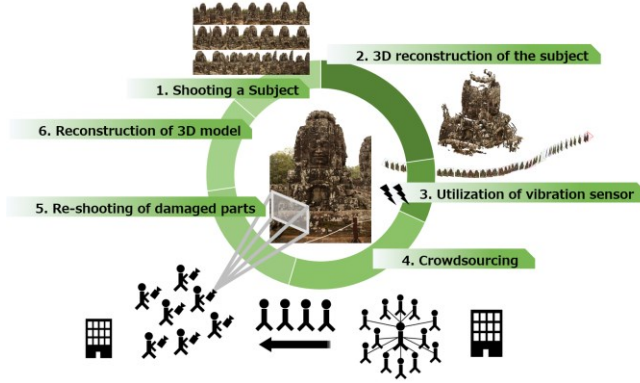 1. Shooting a Subject
2. 3D reconstruction of the subject
3. Utilization of vibration sensor
4. Crowdsourcing
5. Re-shooting of damaged parts
6. Reconstruction of 3D model